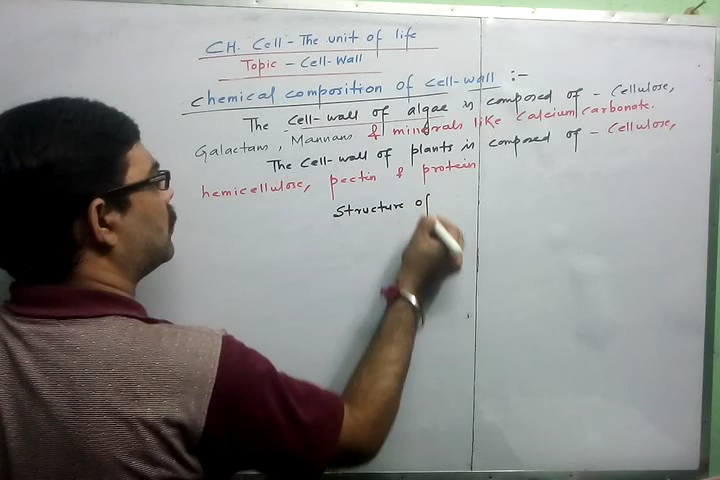 CH. Cell - The unit of life
Topic - Cell-Wall
Chemical composition of cell-wall :-
The cell-wall of algae is composed of - Cellulose,
Galactans, Mannans & minerals like Calcium Carbonate.
The Cell-wall of plants is composed of - Cellulose,
hemicellulose, pectin & protein
Structure of